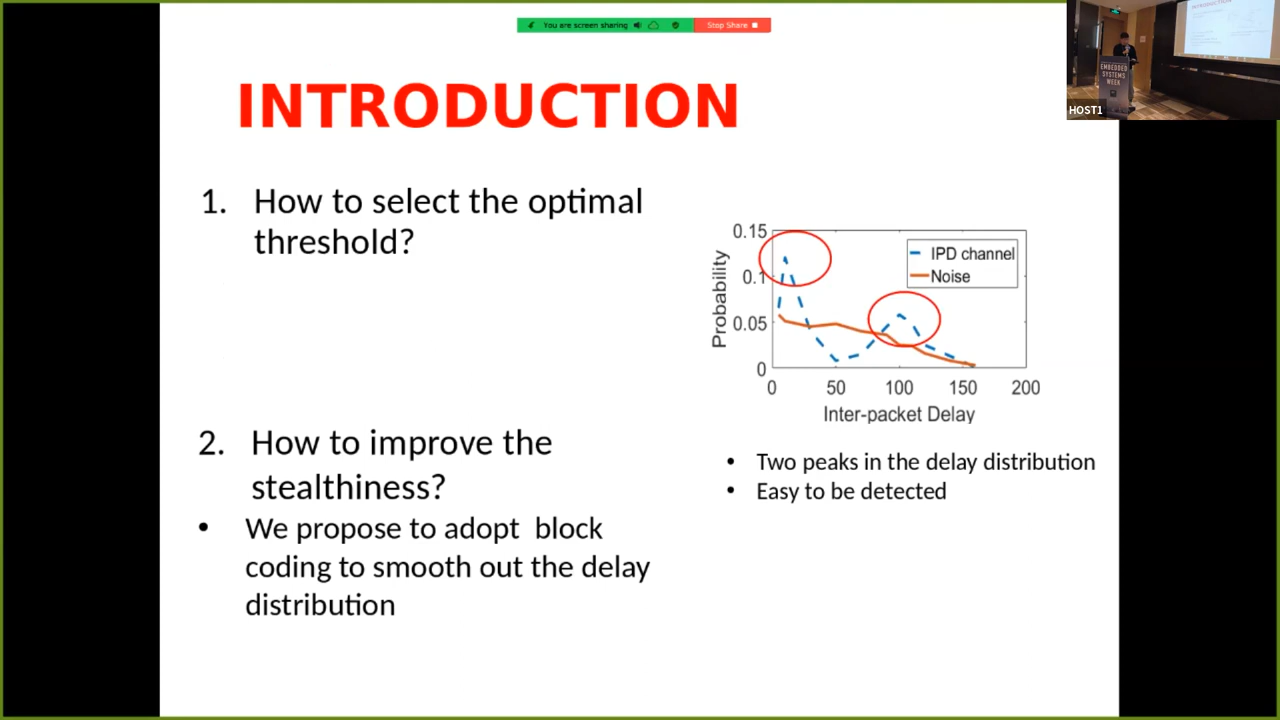 You are screen sharing
Stop Share
INTRODUCTION
HOST1
EMBEDDED
SYSTEMS
WEEK
1. How to select the optimal
threshold?
2. How to improve the
stealthiness?
• We propose to adopt block
coding to smooth out the delay
distribution
0.15
0.1
0.05
0
Probability
IPD channel
Noise
0 50 100 150 200
Inter-packet Delay
• Two peaks in the delay distribution
• Easy to be detected